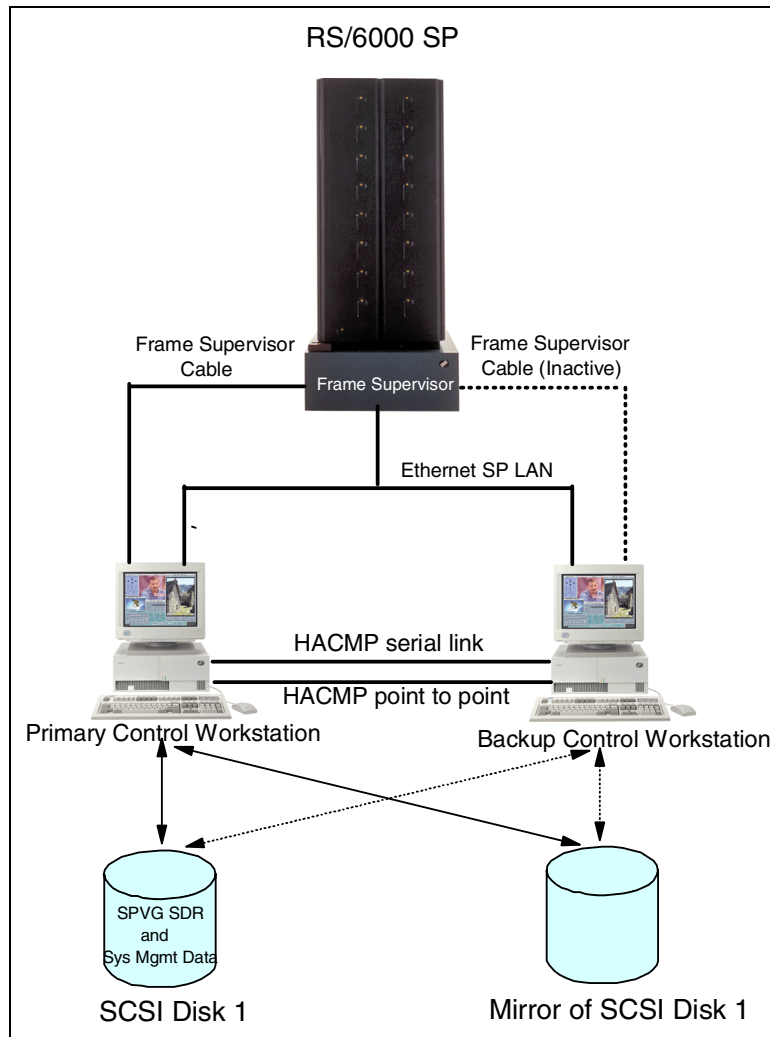 RS/6000 SP
Frame Supervisor
Cable
Frame Supervisor
Cable (Inactive)
Frame Supervisor
Ethernet SP LAN
HACMP serial link
HACMP point to point
Primary Control Workstation
Backup Control Workstation
SPVG SDR
and
Sys Mgmt Data
SCSI Disk 1
Mirror of SCSI Disk 1